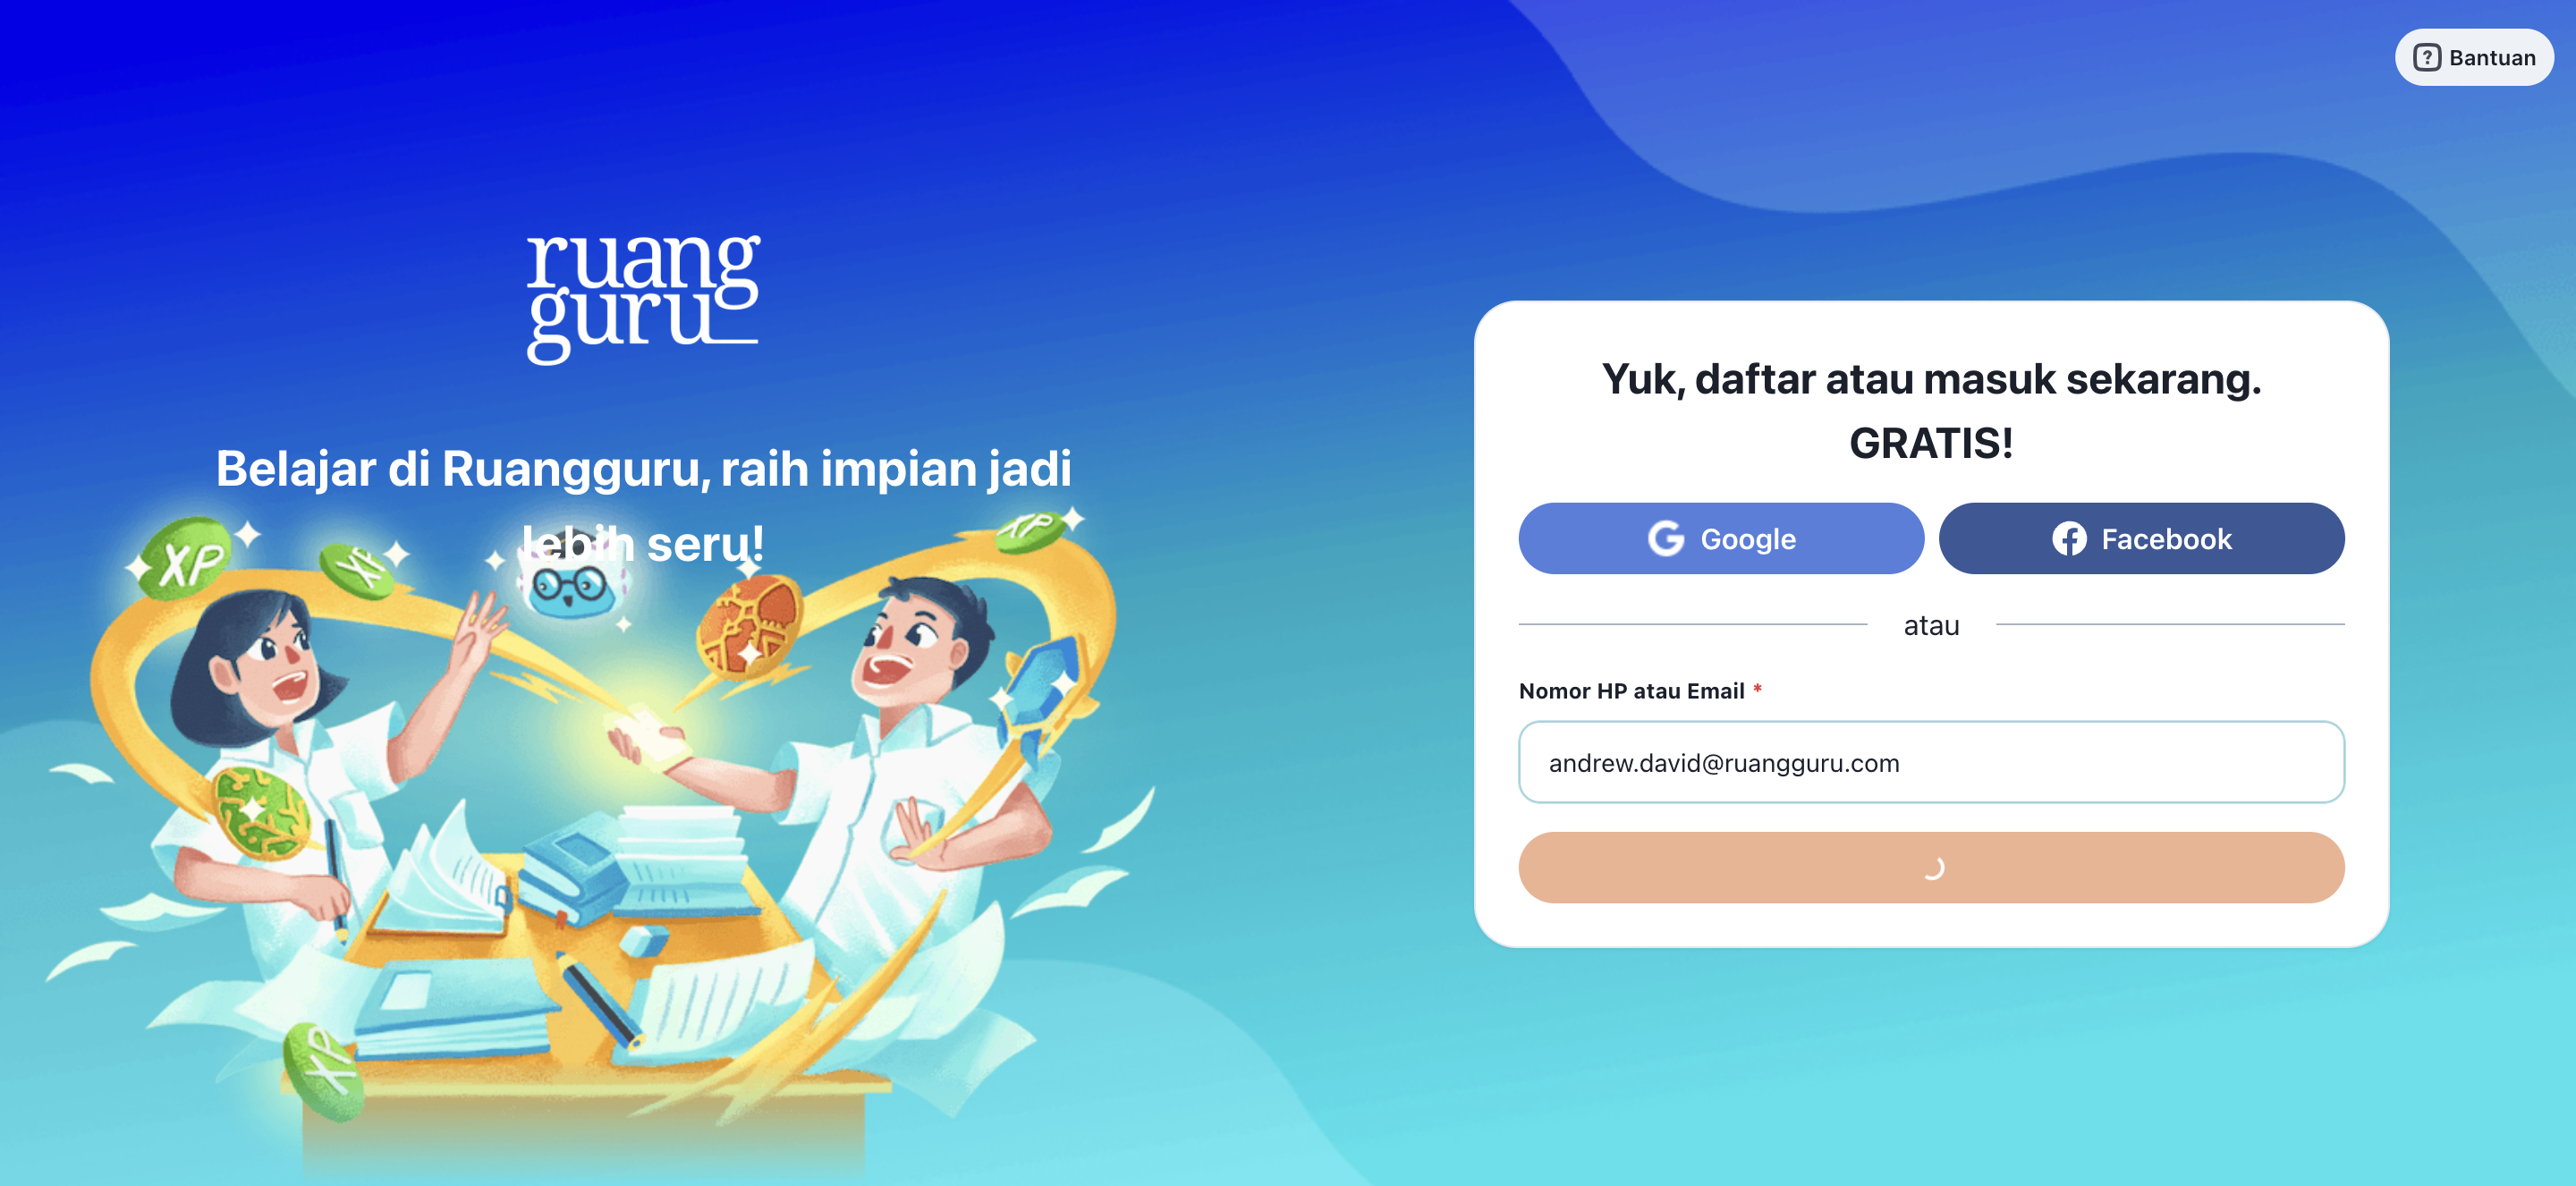 Bantuan
ruang
guru
Belajar di Ruangguru, raih impian jadi
lebih seru!
XP
XP
XP
XP
Yuk, daftar atau masuk sekarang.
GRATIS!
Google
Facebook
atau
Nomor HP atau Email *
andrew.david@ruangguru.com